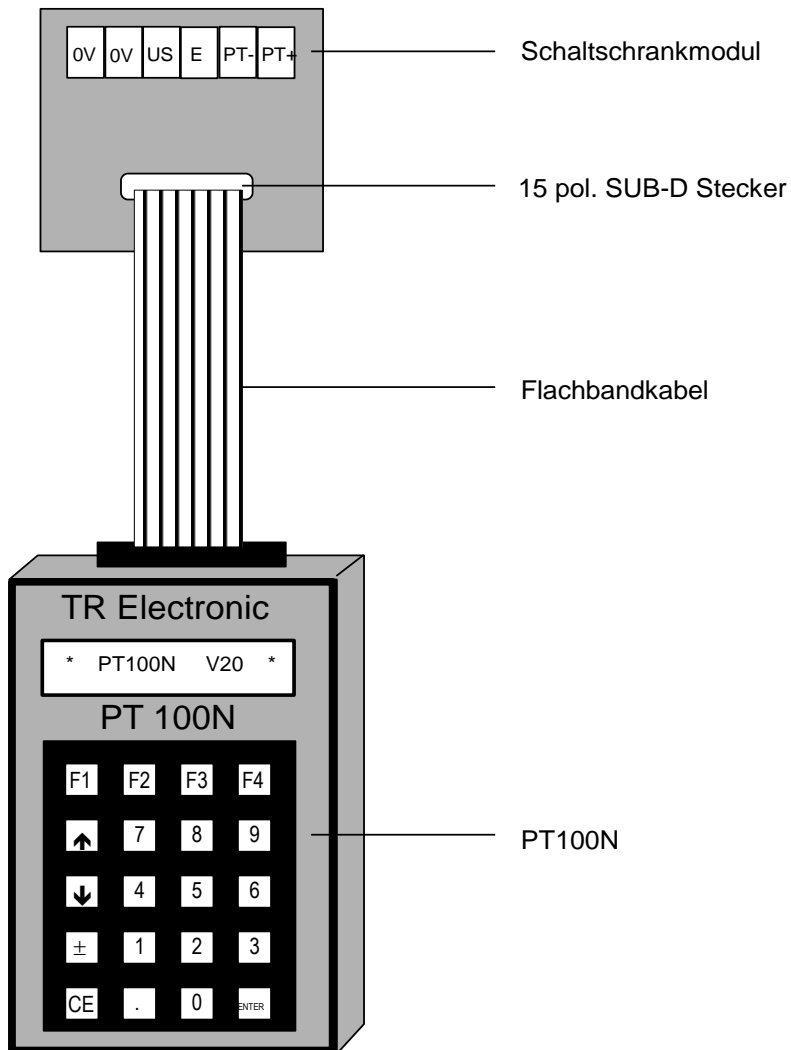 0V 0V US E PT- PT+
Schaltschrankmodul
15 pol. SUB-D Stecker
Flachbandkabel
TR Electronic
* PT100N V20 *
PT 100N
F1 F2 F3 F4
↑ 7 8 9
PT100N
↓ 4 5 6
± 1 2 3
CE . 0 ENTER